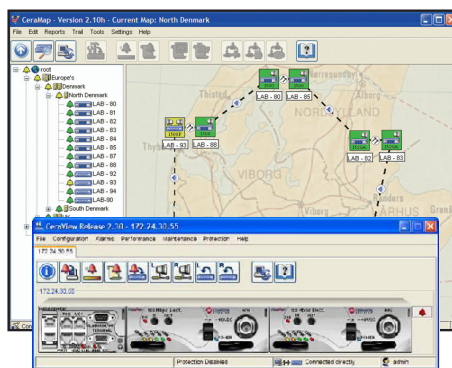 CeraMap - Version 2.10h - Current Map: North Denmark
File Edit Reports Trail Tools Settings Help
root
Europe's
Denmark
North Denmark
LAB - 80
LAB - 81
LAB - 82
LAB - 83
LAB - 84
LAB - 85
LAB - 87
LAB - 88
LAB - 92
LAB - 93
LAB - 94
LAB-90
South Denmark
LAB - 80
LAB - 85
LAB - 93
LAB - 88
LAB - 82
LAB - 83
Thisted
NORDJYLLAND
VIBORG
Viborg
Randers
ÅRHUS
CeraView Release 2.30 - 172.24.30.55
File Configuration Alarms Performance Maintenance Protection Help
172.24.30.55
172.24.30.55
Protection Disabled
Connected directly
admin